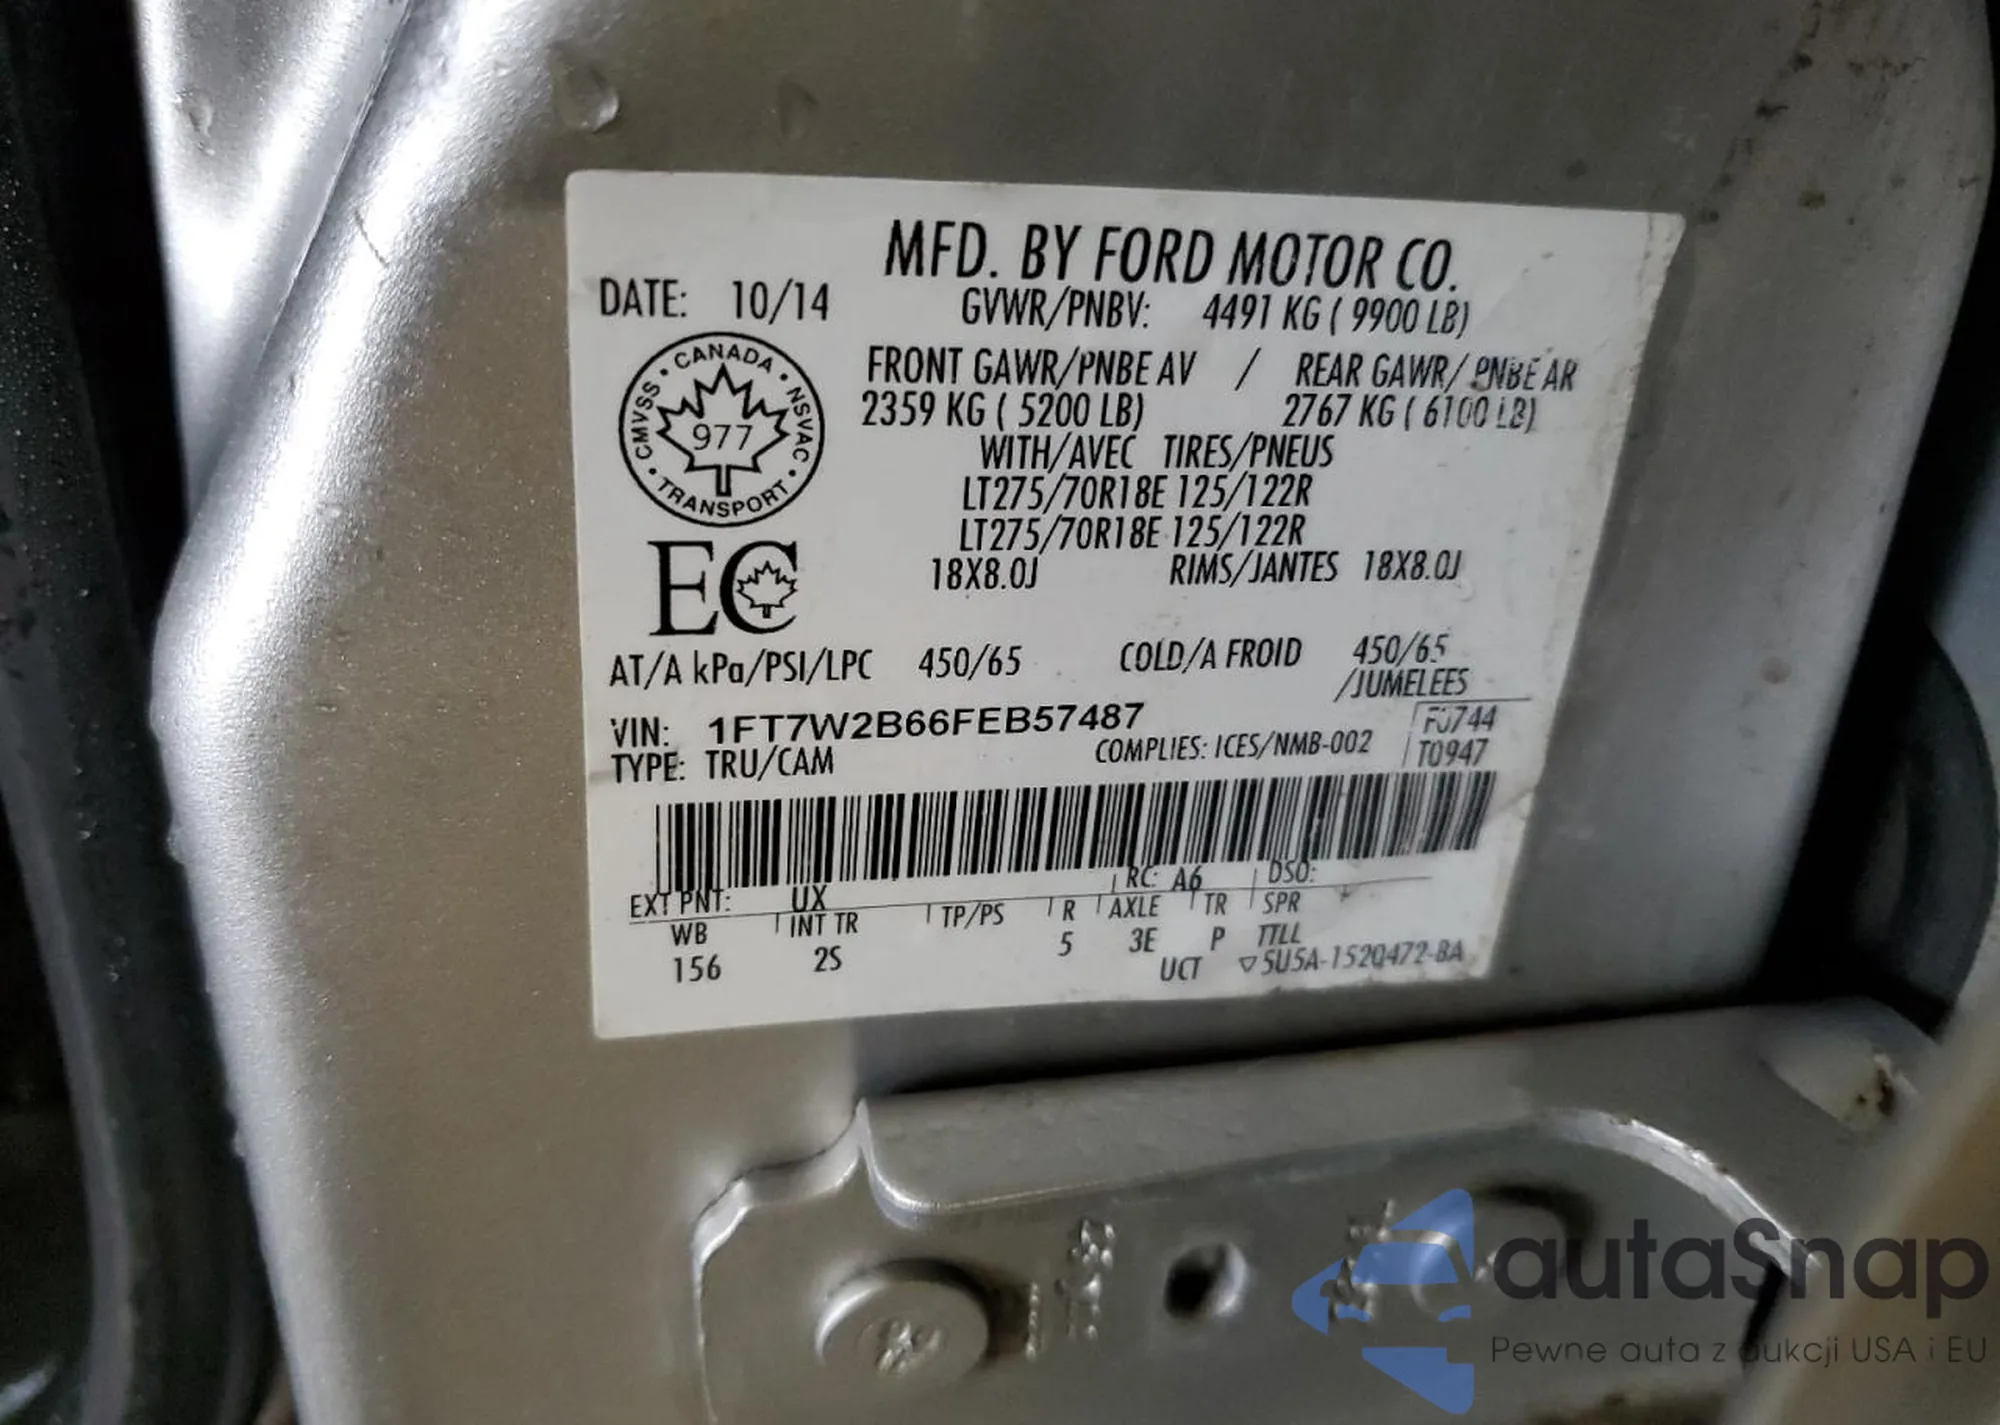 MFD. BY FORD MOTOR CO.
DATE: 10/14 GVWR/PNBV: 4491 KG ( 9900 LB)
FRONT GAWR/PNBE AV / REAR GAWR/ PNBE AR
2359 KG ( 5200 LB) 2767 KG ( 6100 LB)
WITH/AVEC TIRES/PNEUS
LT275/70R18E 125/122R
LT275/70R18E 125/122R
18X8.0J RIMS/JANTES 18X8.0J
CANADA • NSVAC • TRANSPORT • CMVSS •
977
EC
AT/A kPa/PSI/LPC 450/65 COLD/A FROID 450/65
/JUMELEES
VIN: 1FT7W2B66FEB57487 F0744
TYPE: TRU/CAM COMPLIES: ICES/NMB-002 T0947
EXT PNT: UX RC: A6 DSO:
WB INT TR TP/PS R AXLE TR SPR
156 2S 5 3E P TTLL
UCT ▽5U5A-1520472-BA
autaSnap
Pewne auta z aukcji USA i EU